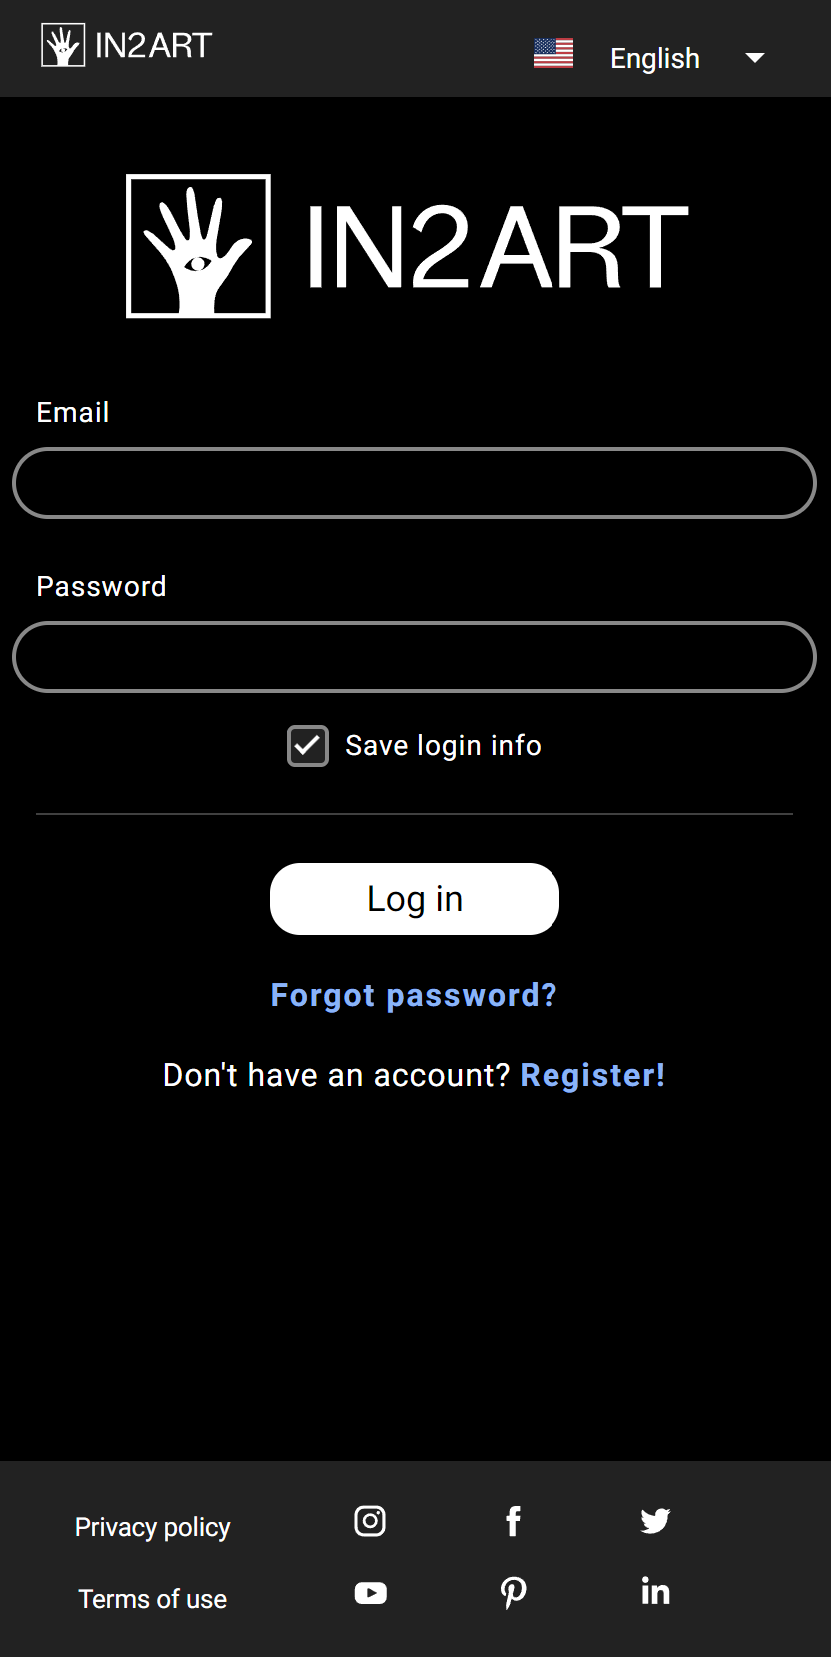 IN2ART
English
IN2ART
Email
Password
Save login info
Log in
Forgot password?
Don't have an account? Register!
Privacy policy
Terms of use